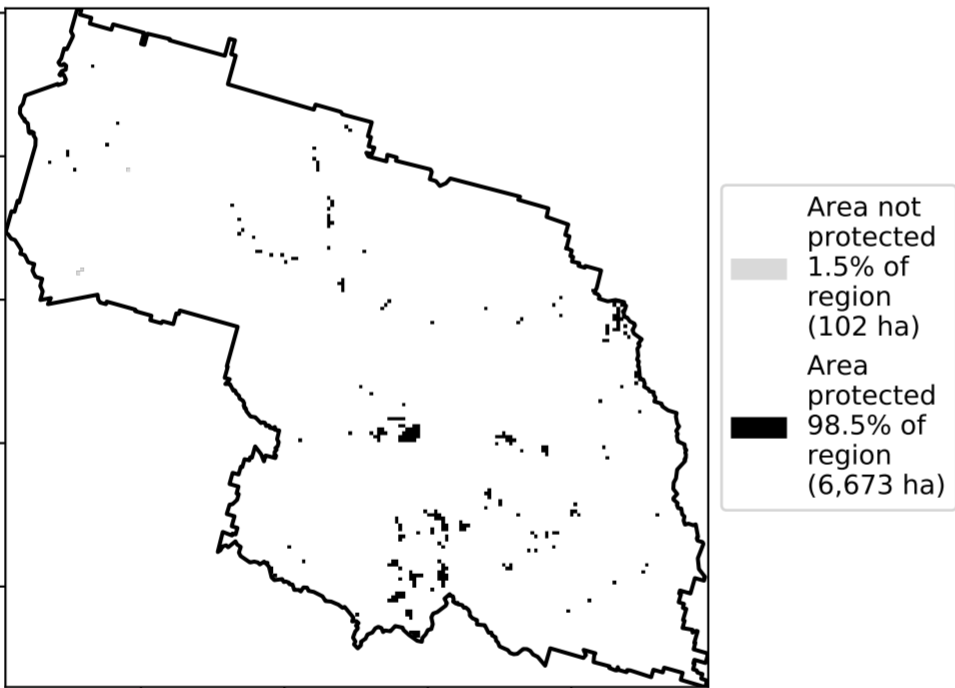 Area not
protected
1.5% of
region
(102 ha)
Area
protected
98.5% of
region
(6,673 ha)